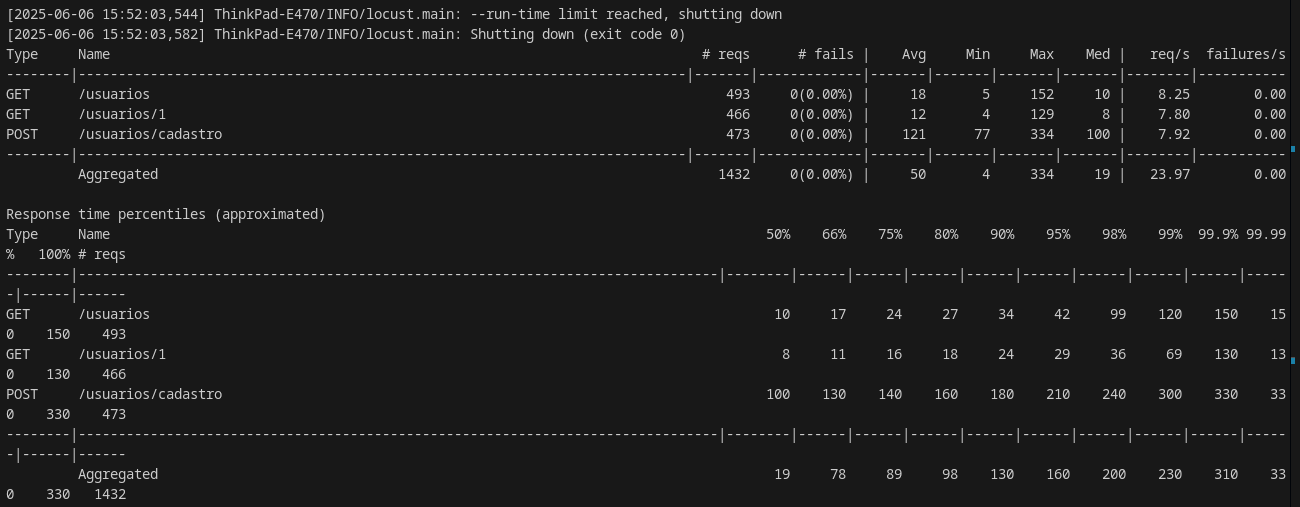 [2025-06-06 15:52:03,544] ThinkPad-E470/INFO/locust.main: --run-time limit reached, shutting down
[2025-06-06 15:52:03,582] ThinkPad-E470/INFO/locust.main: Shutting down (exit code 0)
Type     Name                                                                          # reqs      # fails |    Avg     Min     Max    Med |   req/s  failures/s
--------|----------------------------------------------------------------------------|-------|-------------|-------|-------|-------|-------|--------|-----------
GET      /usuarios                                                                        493     0(0.00%) |     18       5     152     10 |    8.25        0.00
GET      /usuarios/1                                                                      466     0(0.00%) |     12       4     129      8 |    7.80        0.00
POST     /usuarios/cadastro                                                               473     0(0.00%) |    121      77     334    100 |    7.92        0.00
--------|----------------------------------------------------------------------------|-------|-------------|-------|-------|-------|-------|--------|-----------
         Aggregated                                                                      1432     0(0.00%) |     50       4     334     19 |   23.97        0.00

Response time percentiles (approximated)
Type     Name                                                                                  50%    66%    75%    80%    90%    95%    98%    99%  99.9% 99.99
%   100% # reqs
--------|--------------------------------------------------------------------------------|--------|------|------|------|------|------|------|------|------|-----
-|------|------
GET      /usuarios                                                                              10     17     24     27     34     42     99    120    150    15
0    150    493
GET      /usuarios/1                                                                             8     11     16     18     24     29     36     69    130    13
0    130    466
POST     /usuarios/cadastro                                                                    100    130    140    160    180    210    240    300    330    33
0    330    473
--------|--------------------------------------------------------------------------------|--------|------|------|------|------|------|------|------|------|-----
-|------|------
         Aggregated                                                                             19     78     89     98    130    160    200    230    310    33
0    330   1432